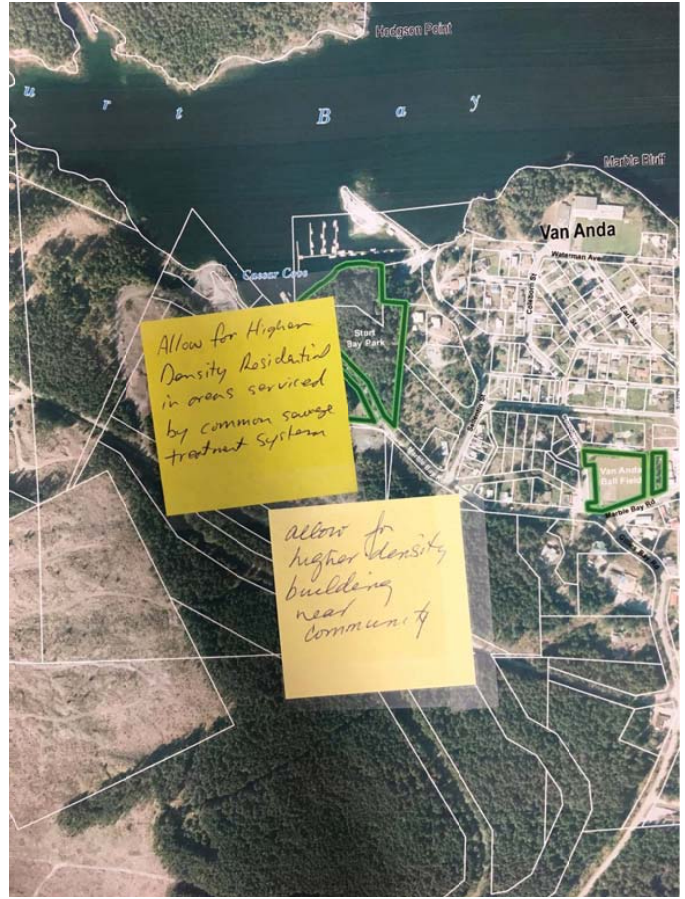 Hodgson Point
u r t B a y
Marble Bluff
Van Anda
Waterman Ave
Caesar Cove
Sturt
Bay Park
Allow for Higher
Density Residential
in areas serviced
by common sewage
treatment system
Van Anda
Ball Field
Marble Bay Rd
allow for
higher density
building
near
community